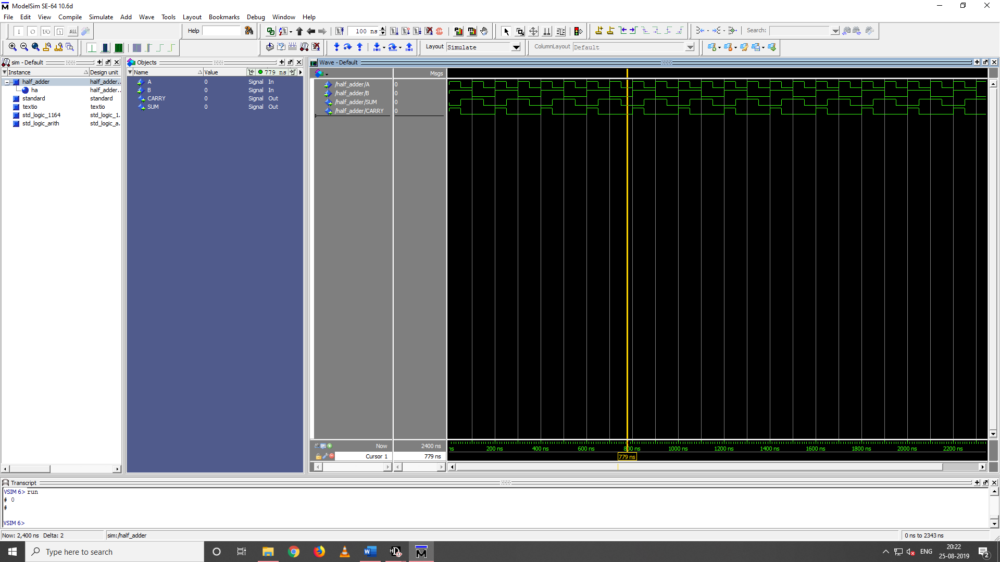 ModelSim SE-64 10.6d
File Edit View Compile Simulate Add Wave Tools Layout Bookmarks Debug Window Help
ALL
Help
100 ns
Search:
Layout Simulate
ColumnLayout Default
sim - Default
Instance Design unit
half_adder half_adder...
ha half_adder...
standard standard
textio textio
std_logic_1164 std_logic_1...
std_logic_arith std_logic_a...
Objects
Name Value 779 ns
A 0 Signal In
B 0 Signal In
CARRY 0 Signal Out
SUM 0 Signal Out
Wave - Default
Msgs
/half_adder/A 0
/half_adder/B 0
/half_adder/SUM 0
/half_adder/CARRY 0
Now 2400 ns
ns 200 ns 400 ns 600 ns 800 ns 1000 ns 1200 ns 1400 ns 1600 ns 1800 ns 2000 ns 2200 ns
Cursor 1 779 ns
779 ns
Transcript
VSIM 6> run
# 0
#
VSIM 6>
Now: 2,400 ns Delta: 2 sim:/half_adder 0 ns to 2343 ns
Type here to search
ENG
20:22
25-08-2019
2